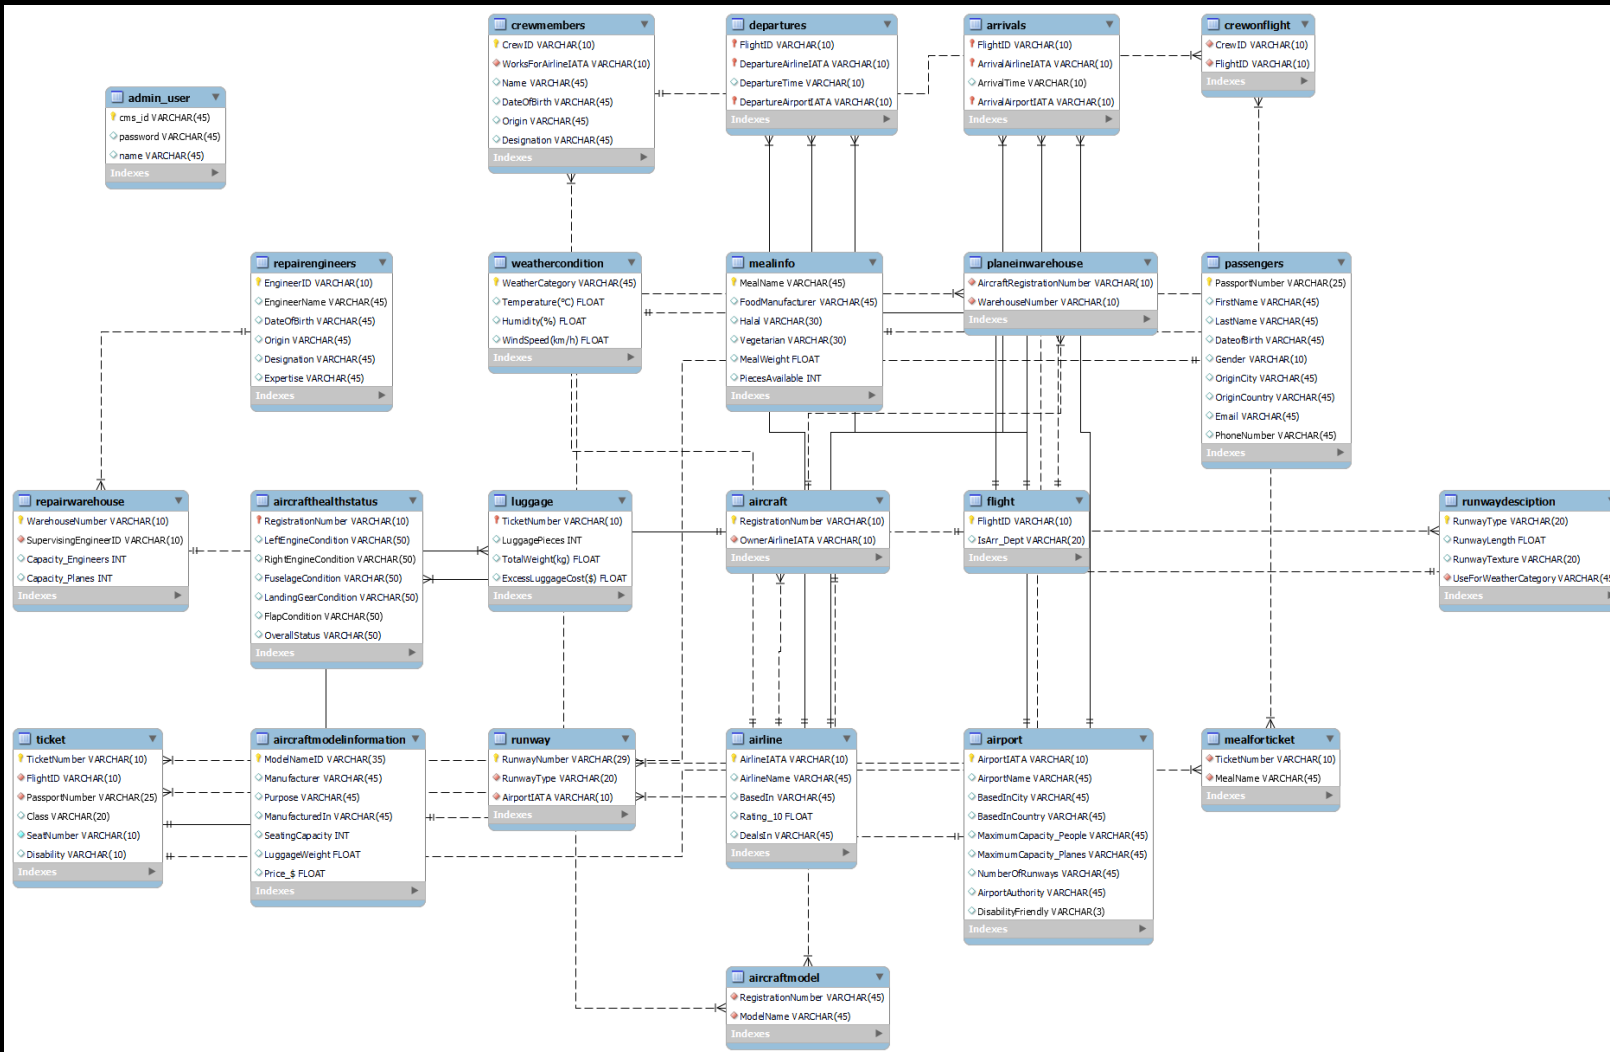 crewmembers
CrewID VARCHAR(10)
WorksForAirlineIATA VARCHAR(10)
Name VARCHAR(45)
DateOfBirth VARCHAR(45)
Origin VARCHAR(45)
Designation VARCHAR(45)
Indexes
departures
FlightID VARCHAR(10)
DepartureAirlineIATA VARCHAR(10)
DepartureTime VARCHAR(10)
DepartureAirportIATA VARCHAR(10)
Indexes
arrivals
FlightID VARCHAR(10)
ArrivalAirlineIATA VARCHAR(10)
ArrivalTime VARCHAR(10)
ArrivalAirportIATA VARCHAR(10)
Indexes
crewonflight
CrewID VARCHAR(10)
FlightID VARCHAR(10)
Indexes
admin_user
cms_id VARCHAR(45)
password VARCHAR(45)
name VARCHAR(45)
Indexes
repairengineers
EngineerID VARCHAR(10)
EngineerName VARCHAR(45)
DateOfBirth VARCHAR(45)
Origin VARCHAR(45)
Designation VARCHAR(45)
Expertise VARCHAR(45)
Indexes
weathercondition
WeatherCategory VARCHAR(45)
Temperature(°C) FLOAT
Humidity(%) FLOAT
WindSpeed(km/h) FLOAT
Indexes
mealinfo
MealName VARCHAR(45)
FoodManufacturer VARCHAR(45)
Halal VARCHAR(30)
Vegetarian VARCHAR(30)
MealWeight FLOAT
PiecesAvailable INT
Indexes
planeinwarehouse
AircraftRegistrationNumber VARCHAR(10)
WarehouseNumber VARCHAR(10)
Indexes
passengers
PassportNumber VARCHAR(25)
FirstName VARCHAR(45)
LastName VARCHAR(45)
DateofBirth VARCHAR(45)
Gender VARCHAR(10)
OriginCity VARCHAR(45)
OriginCountry VARCHAR(45)
Email VARCHAR(45)
PhoneNumber VARCHAR(45)
Indexes
repairwarehouse
WarehouseNumber VARCHAR(10)
SupervisingEngineerID VARCHAR(10)
Capacity_Engineers INT
Capacity_Planes INT
Indexes
aircrafthealthstatus
RegistrationNumber VARCHAR(10)
LeftEngineCondition VARCHAR(50)
RightEngineCondition VARCHAR(50)
FuselageCondition VARCHAR(50)
LandingGearCondition VARCHAR(50)
FlapCondition VARCHAR(50)
OverallStatus VARCHAR(50)
Indexes
luggage
TicketNumber VARCHAR(10)
LuggagePieces INT
TotalWeight(kg) FLOAT
ExcessLuggageCost($) FLOAT
Indexes
aircraft
RegistrationNumber VARCHAR(10)
OwnerAirlineIATA VARCHAR(10)
Indexes
flight
FlightID VARCHAR(10)
IsArr_Dept VARCHAR(20)
Indexes
runwaydesciption
RunwayType VARCHAR(20)
RunwayLength FLOAT
RunwayTexture VARCHAR(20)
UseForWeatherCategory VARCHAR(45
Indexes
ticket
TicketNumber VARCHAR(10)
FlightID VARCHAR(10)
PassportNumber VARCHAR(25)
Class VARCHAR(20)
SeatNumber VARCHAR(10)
Disability VARCHAR(10)
Indexes
aircraftmodelinformation
ModelNameID VARCHAR(35)
Manufacturer VARCHAR(45)
Purpose VARCHAR(45)
ManufacturedIn VARCHAR(45)
SeatingCapacity INT
LuggageWeight FLOAT
Price_$ FLOAT
Indexes
runway
RunwayNumber VARCHAR(29)
RunwayType VARCHAR(20)
AirportIATA VARCHAR(10)
Indexes
airline
AirlineIATA VARCHAR(10)
AirlineName VARCHAR(45)
BasedIn VARCHAR(45)
Rating_10 FLOAT
DealsIn VARCHAR(45)
Indexes
airport
AirportIATA VARCHAR(10)
AirportName VARCHAR(45)
BasedInCity VARCHAR(45)
BasedInCountry VARCHAR(45)
MaximumCapacity_People VARCHAR(45)
MaximumCapacity_Planes VARCHAR(45)
NumberOfRunways VARCHAR(45)
AirportAuthority VARCHAR(45)
DisabilityFriendly VARCHAR(3)
Indexes
mealforticket
TicketNumber VARCHAR(10)
MealName VARCHAR(45)
Indexes
aircraftmodel
RegistrationNumber VARCHAR(45)
ModelName VARCHAR(45)
Indexes